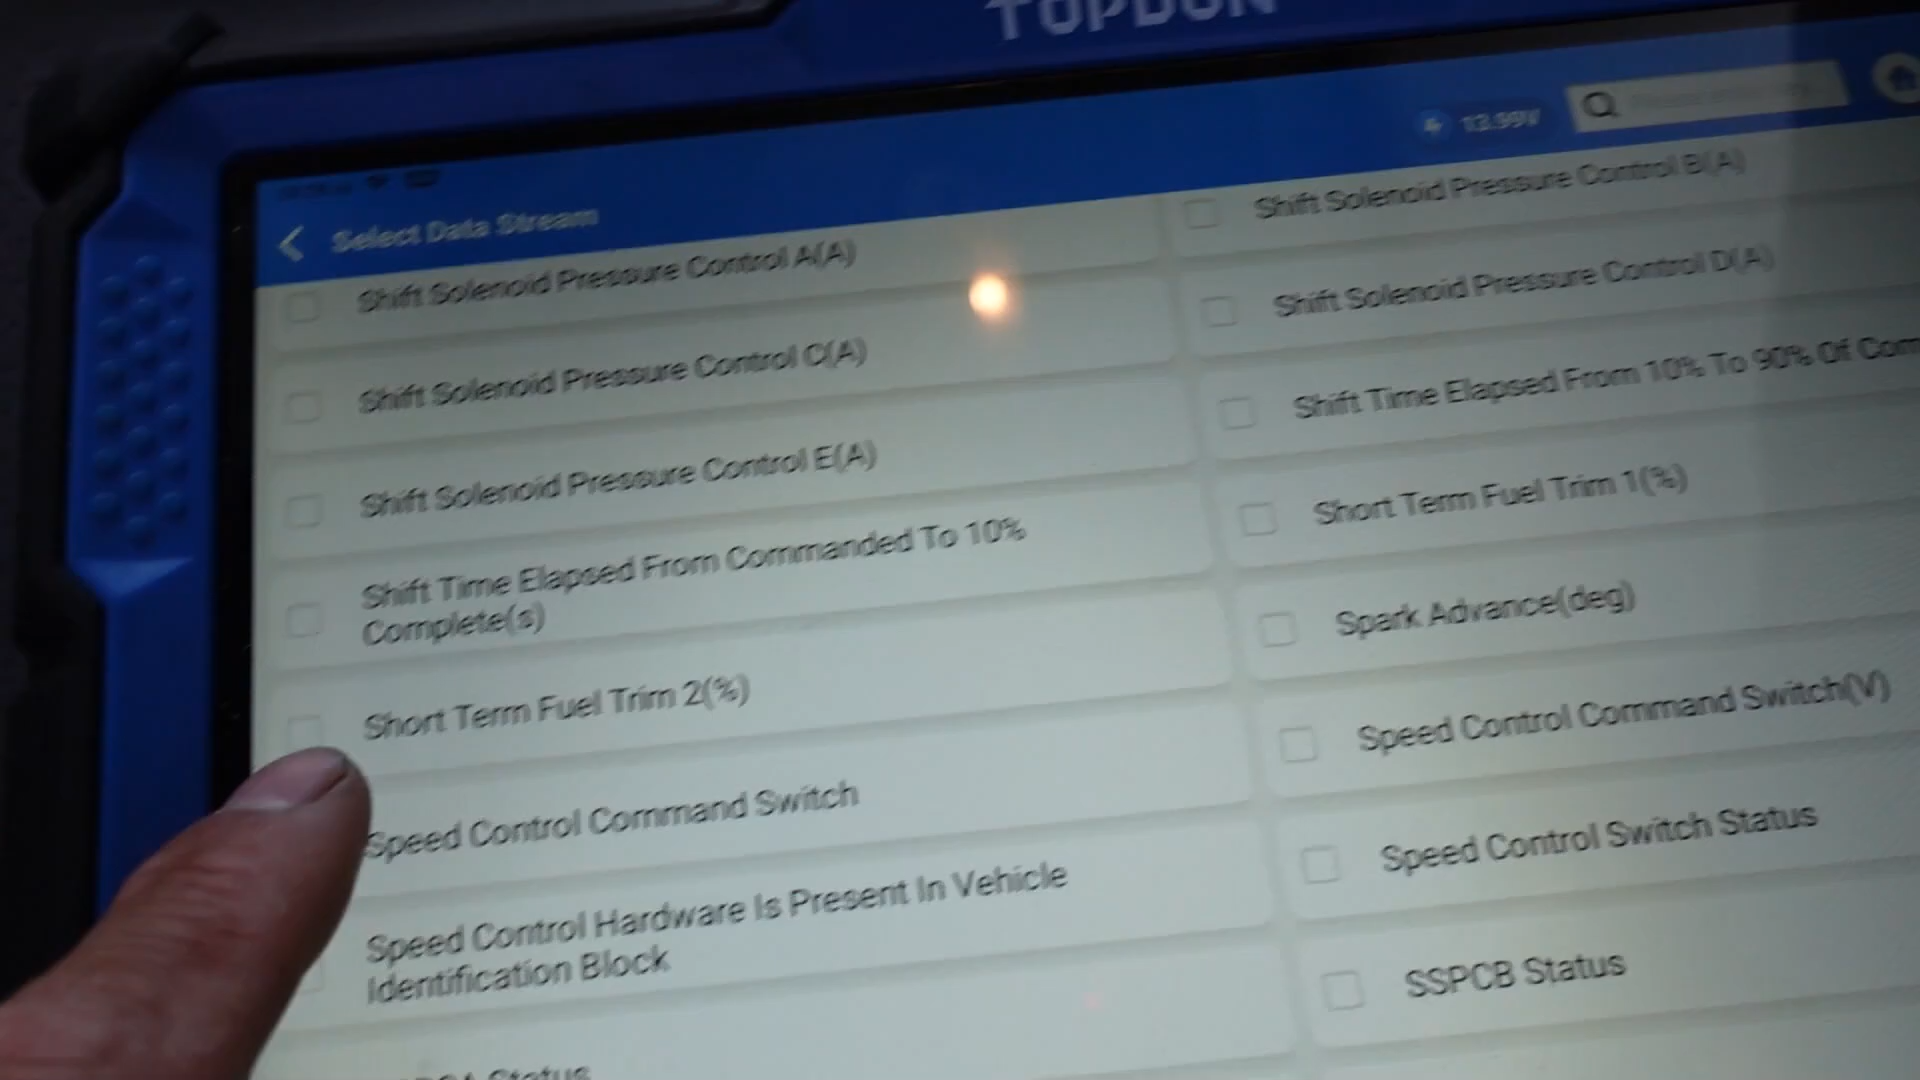 TOPDON
13.99V
Select Data Stream
Shift Solenoid Pressure Control A(A)
Shift Solenoid Pressure Control B(A)
Shift Solenoid Pressure Control C(A)
Shift Solenoid Pressure Control D(A)
Shift Solenoid Pressure Control E(A)
Shift Time Elapsed From 10% To 90% Of Com
Shift Time Elapsed From Commanded To 10%
Complete(s)
Short Term Fuel Trim 1(%)
Short Term Fuel Trim 2(%)
Spark Advance(deg)
Speed Control Command Switch
Speed Control Command Switch(V)
Speed Control Hardware Is Present In Vehicle
Identification Block
Speed Control Switch Status
Status
SSPCB Status